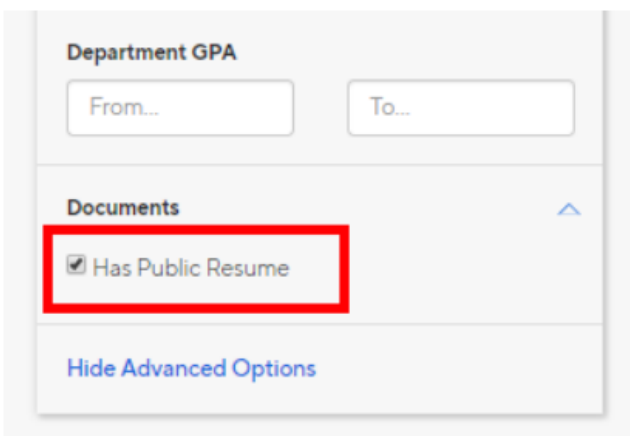 Department GPA
From... To...
Documents
Has Public Resume
Hide Advanced Options